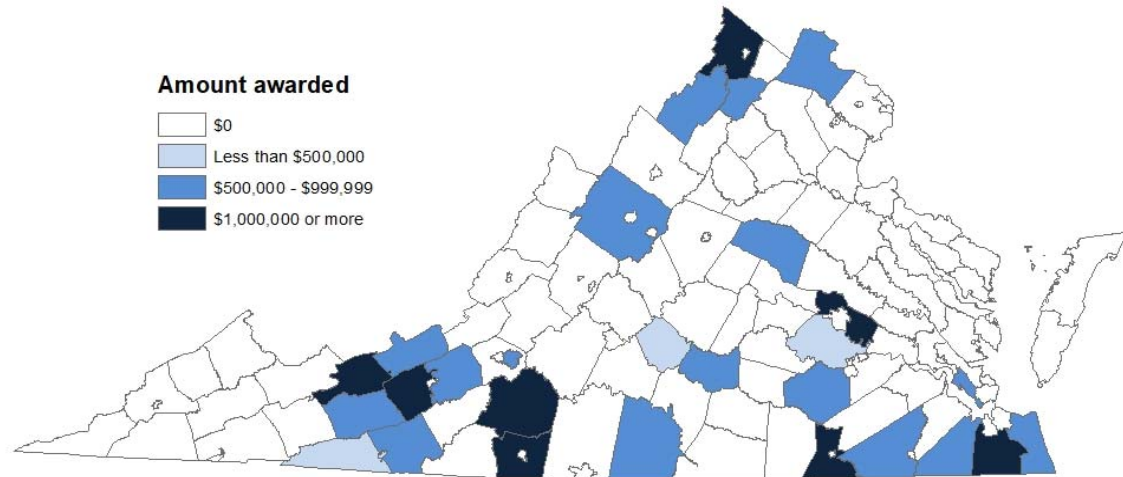 Amount awarded
$0
Less than $500,000
$500,000 - $999,999
$1,000,000 or more